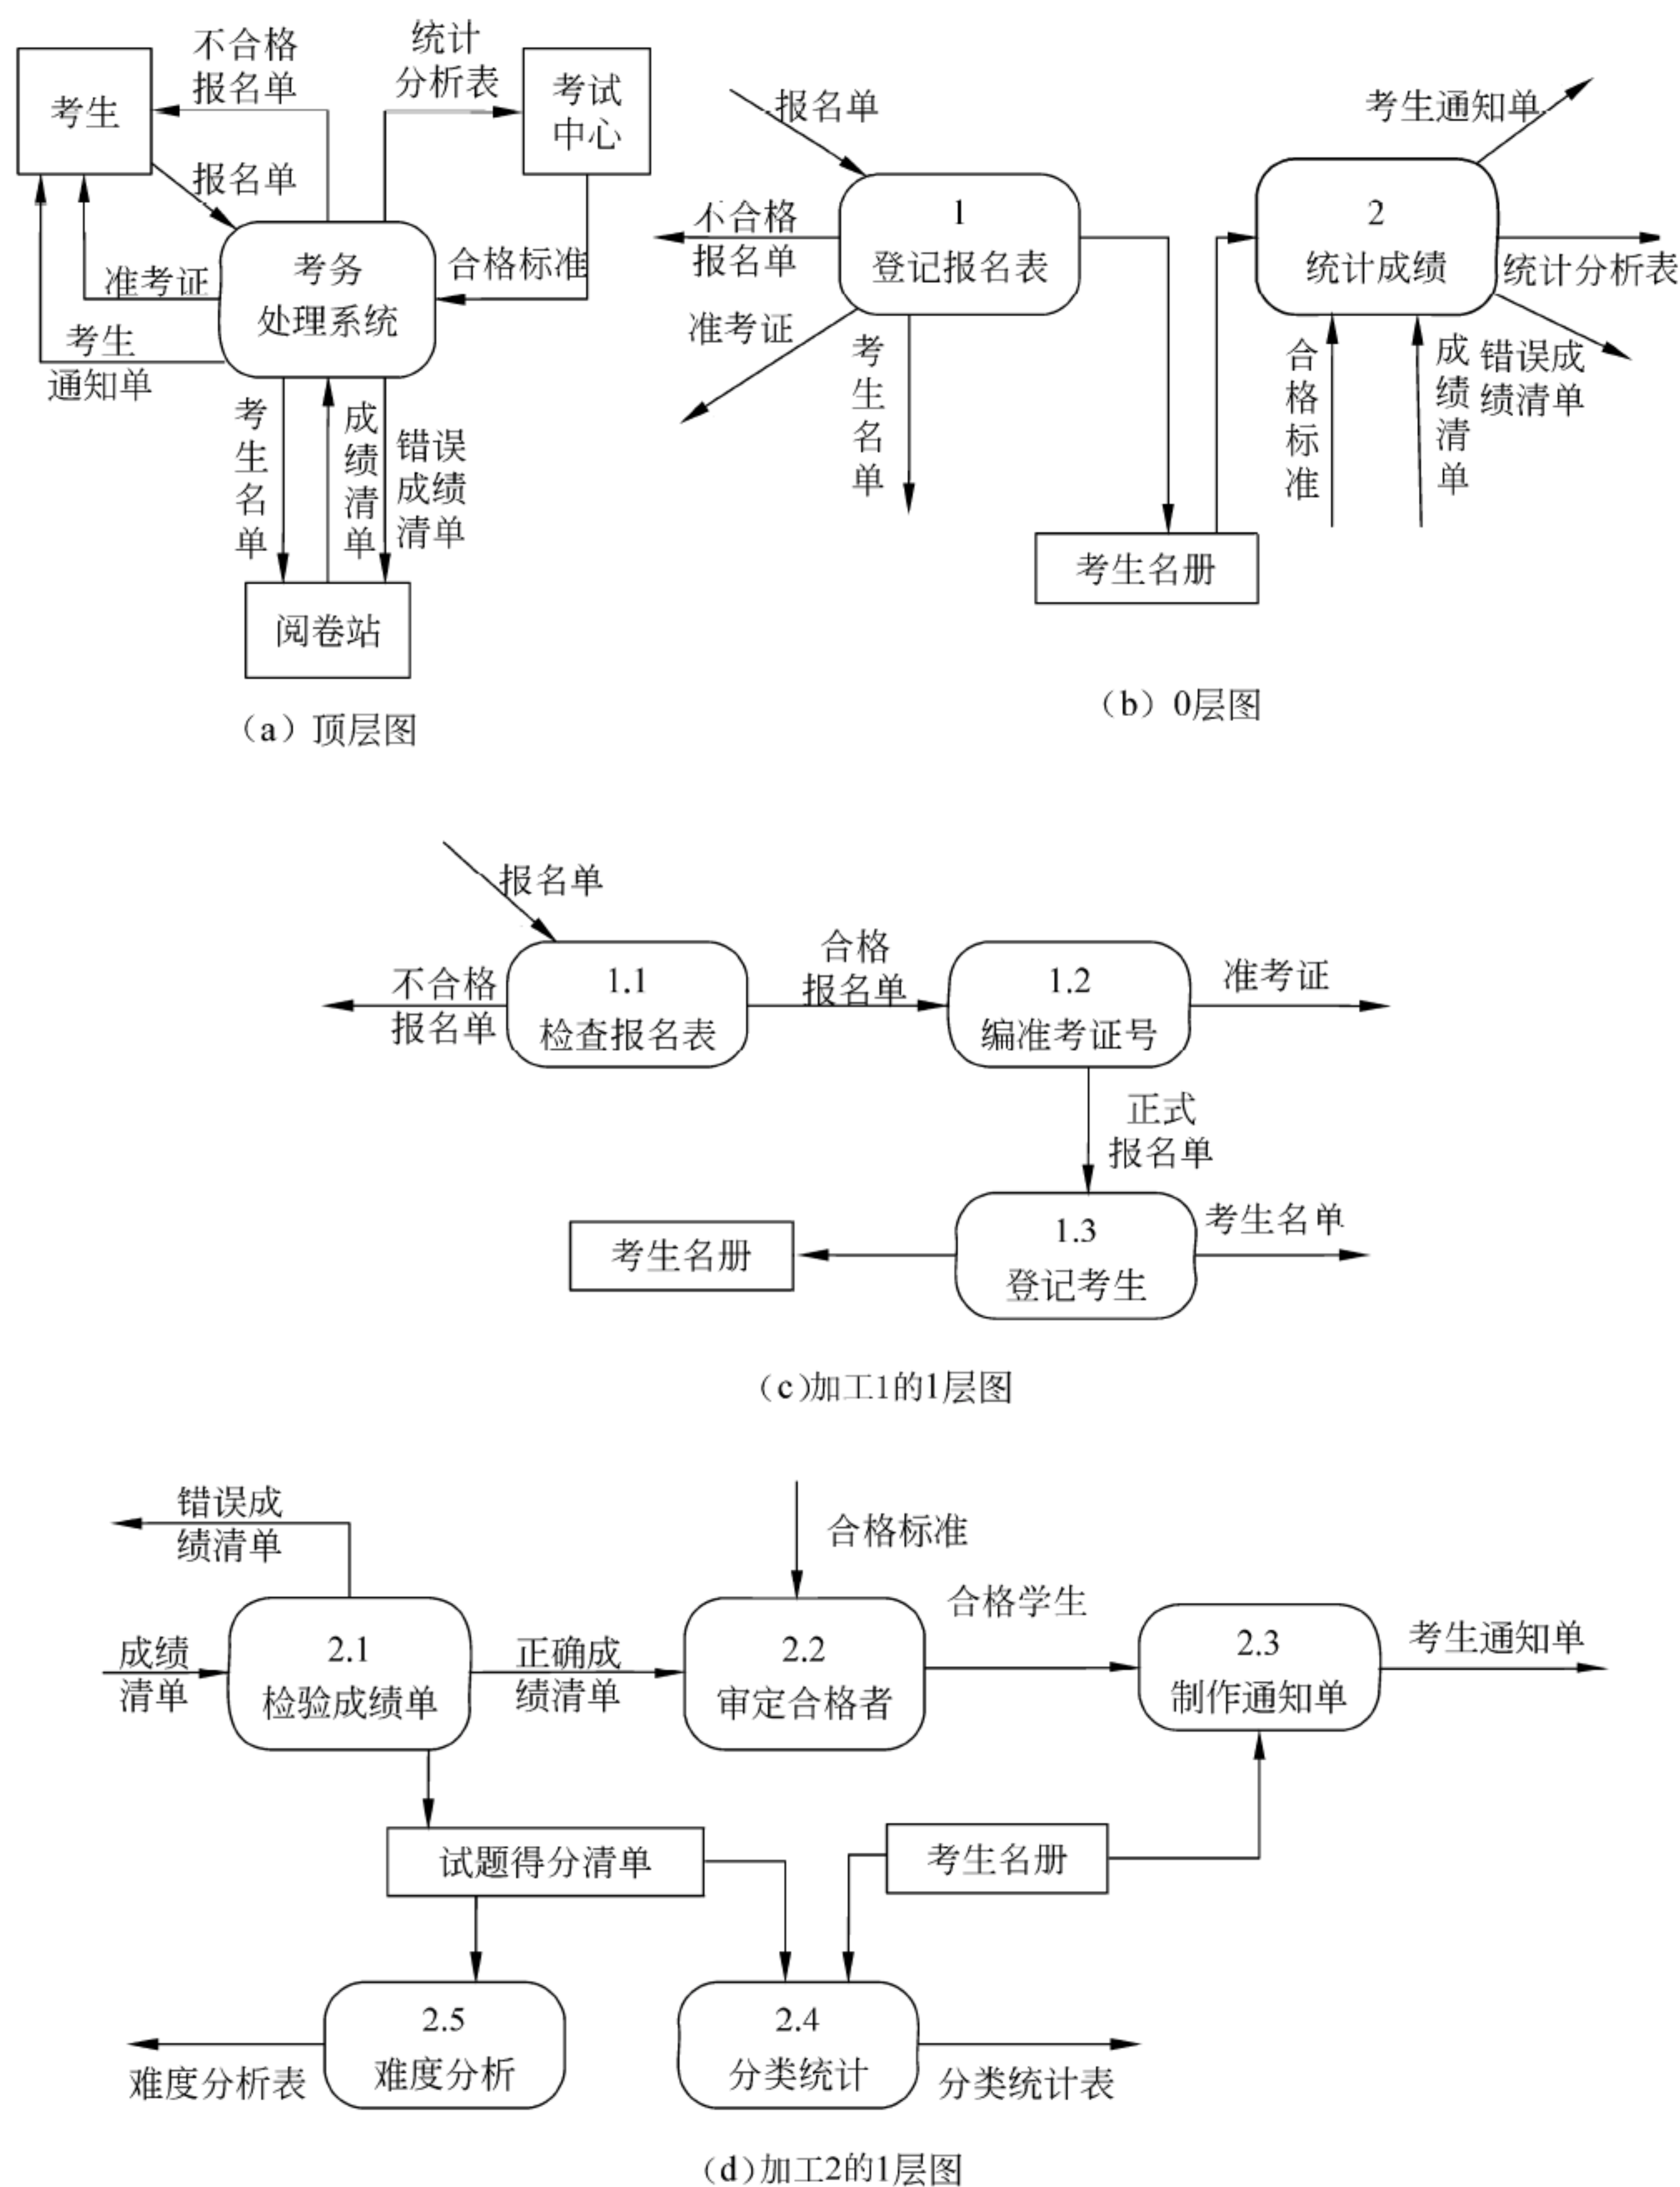 不合格
报名单
统计
分析表
考生
考试
中心
报名单
准考证
考务
处理系统
合格标准
考生
通知单
考生名单
成绩清单
错误
成绩
清单
阅卷站
（a）顶层图
报名单
考生通知单
不合格
报名单
1
登记报名表
2
统计成绩
统计分析表
准考证
考生名单
合格标准
成绩清单
错误成
绩清单
考生名册
（b）0层图
报名单
不合格
报名单
1.1
检查报名表
合格
报名单
1.2
编准考证号
准考证
正式
报名单
考生名册
1.3
登记考生
考生名单
（c)加工1的1层图
错误成
绩清单
合格标准
成绩
清单
2.1
检验成绩单
正确成
绩清单
2.2
审定合格者
合格学生
2.3
制作通知单
考生通知单
试题得分清单
考生名册
难度分析表
2.5
难度分析
2.4
分类统计
分类统计表
（d)加工2的1层图